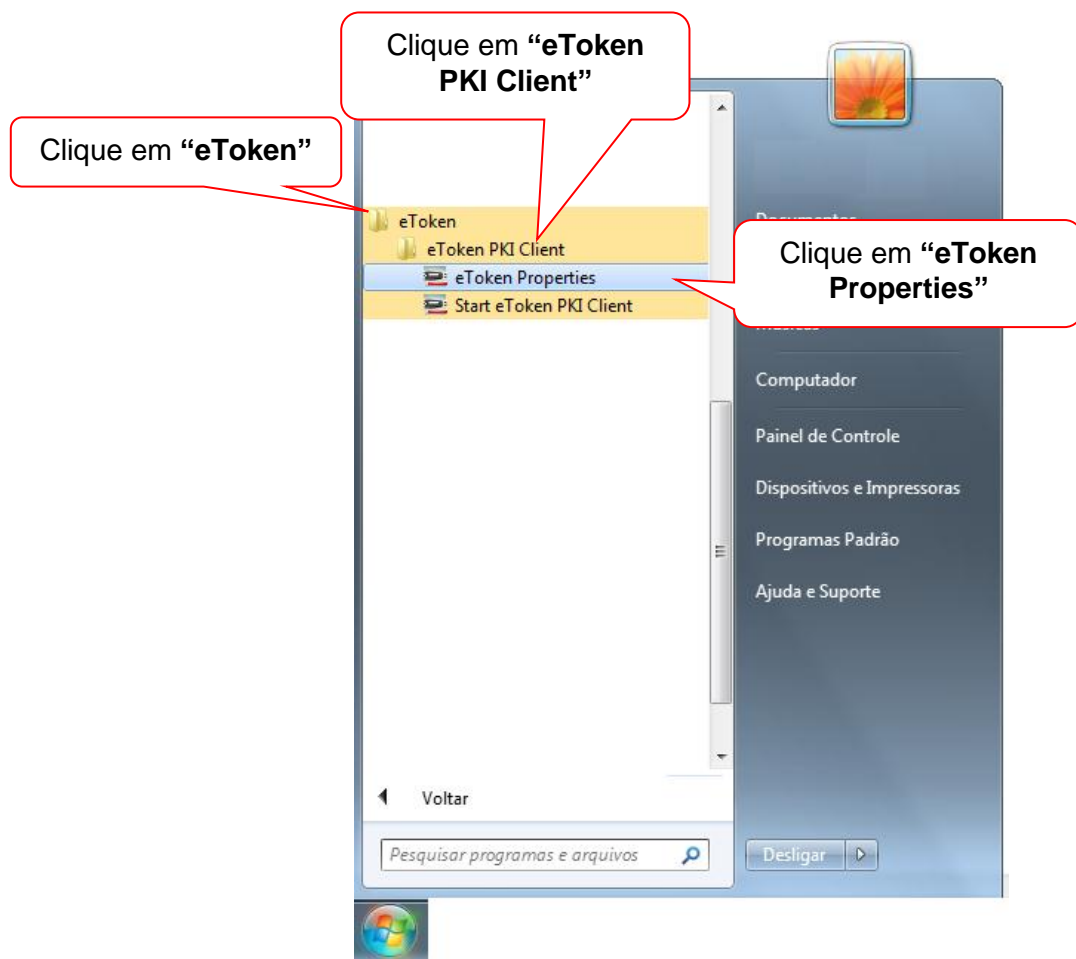 Clique em “eToken
PKI Client”
Clique em “eToken”
eToken
eToken PKI Client
eToken Properties
Start eToken PKI Client
Clique em “eToken
Properties”
Computador
Painel de Controle
Dispositivos e Impressoras
Programas Padrão
Ajuda e Suporte
Voltar
Pesquisar programas e arquivos
Desligar